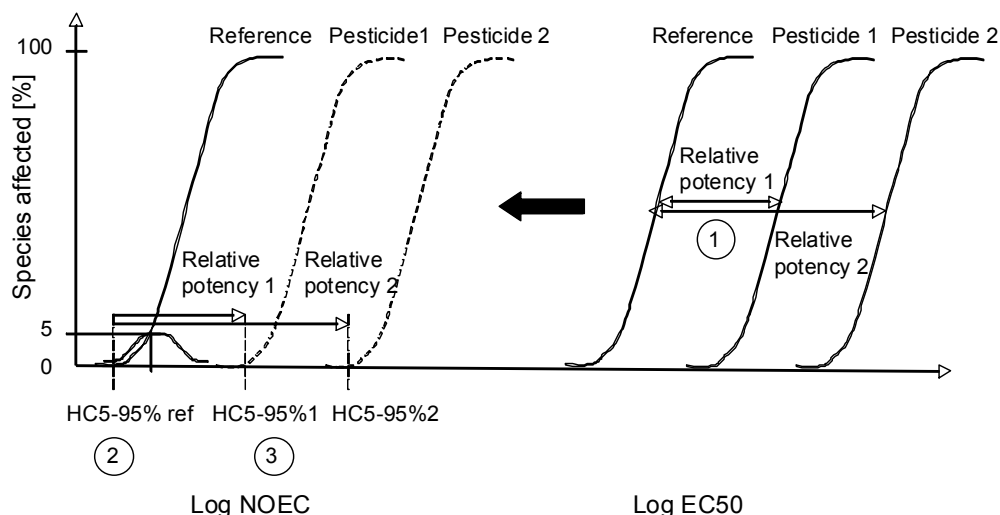 Reference Pesticide1 Pesticide 2
Reference Pesticide 1 Pesticide 2
100
Species affected [%]
Relative
potency 1
1
Relative
potency 2
Relative
potency 1
Relative
potency 2
5
0
HC5-95% ref HC5-95%1 HC5-95%2
2 3
Log NOEC Log EC50